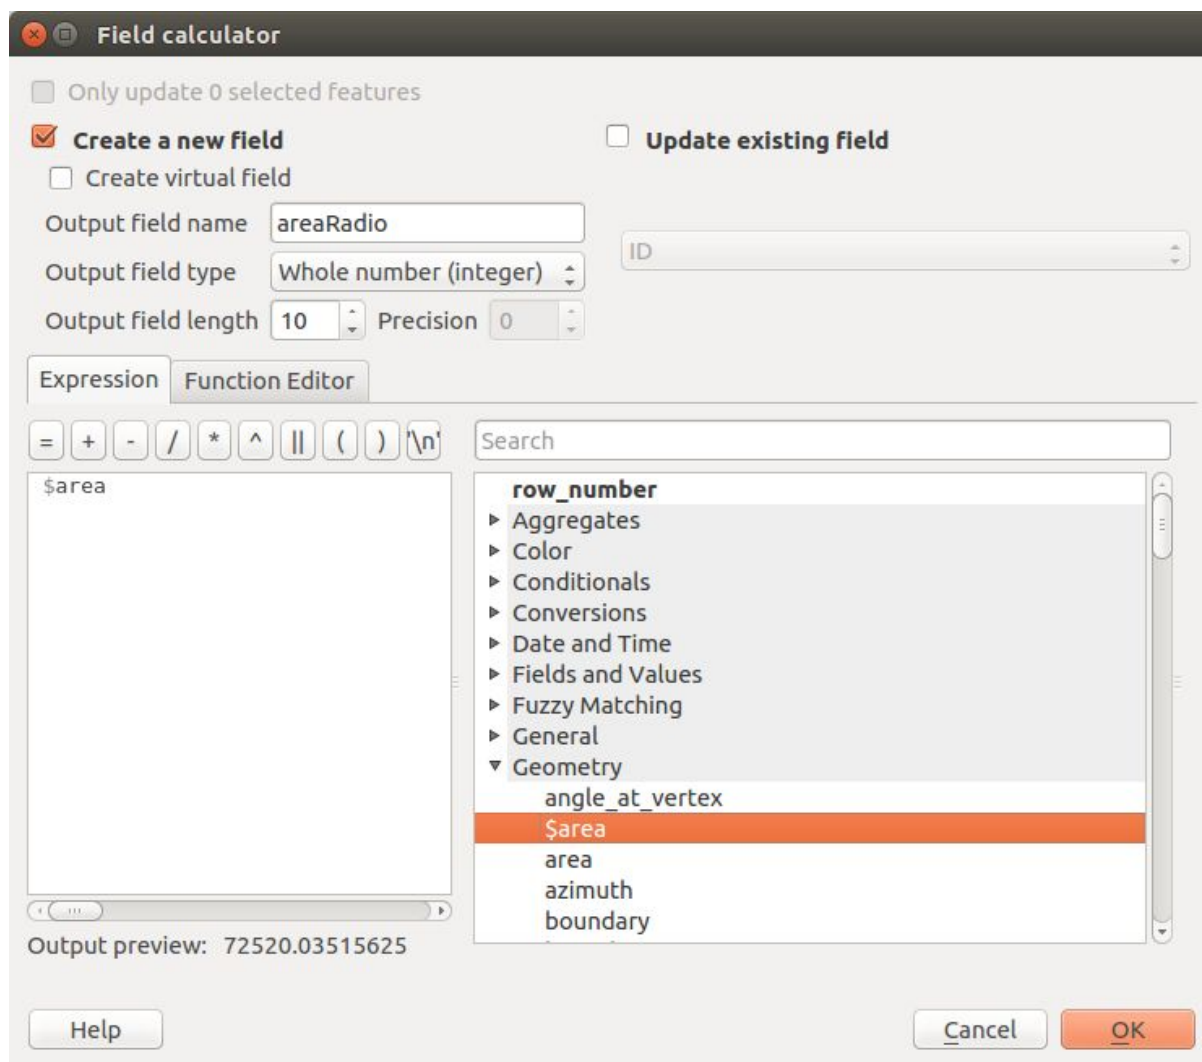 Field calculator
Only update 0 selected features
Create a new field
Update existing field
Create virtual field
Output field name areaRadio
ID
Output field type Whole number (integer)
Output field length 10 Precision 0
Expression Function Editor
= + - / * ^ || ( ) '\n'
Search
$area
row_number
Aggregates
Color
Conditionals
Conversions
Date and Time
Fields and Values
Fuzzy Matching
General
Geometry
angle_at_vertex
$area
area
azimuth
boundary
Output preview: 72520.03515625
Help
Cancel
OK